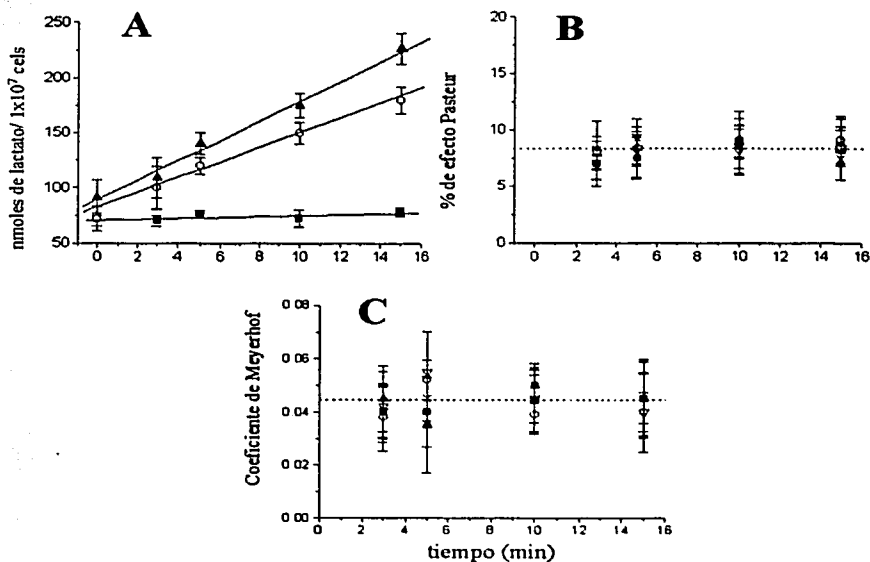 A
nmoles de lactato/ 1x10⁷ cels
250
200
150
100
50
0 2 4 6 8 10 12 14 16
B
% de efecto Pasteur
20
15
10
5
0
0 2 4 6 8 10 12 14 16
C
Coeficiente de Meyerhof
0.08
0.06
0.04
0.02
0.00
0 2 4 6 8 10 12 14 16
tiempo (min)